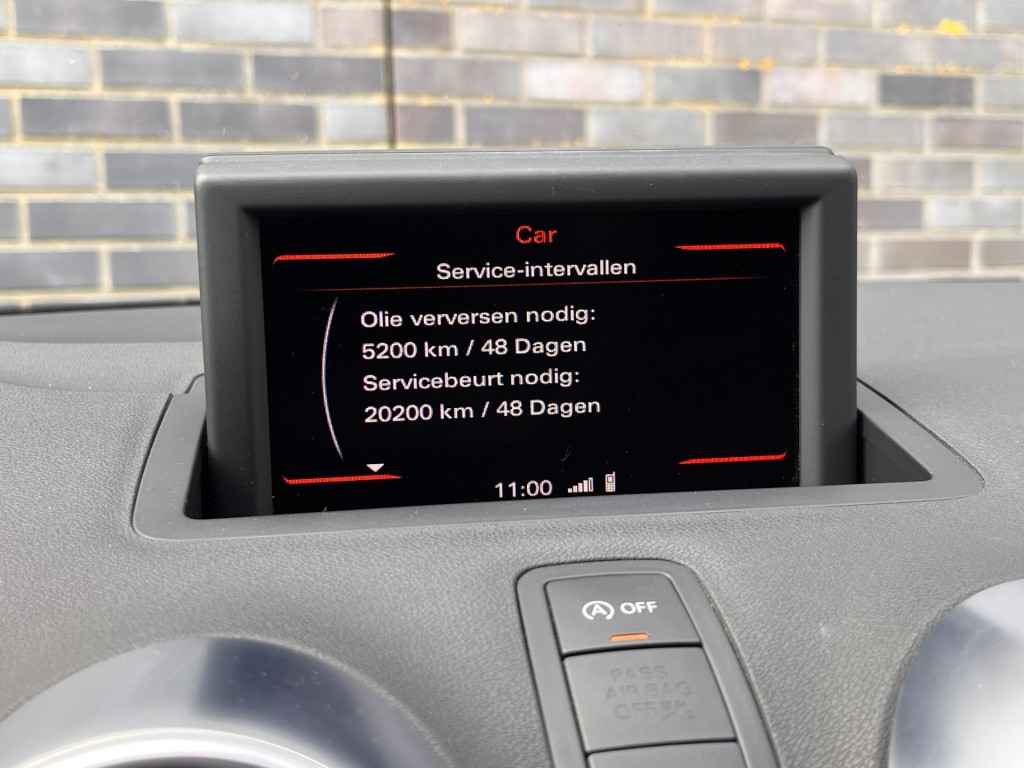 Car
Service-intervallen
Olie verversen nodig:
5200 km / 48 Dagen
Servicebeurt nodig:
20200 km / 48 Dagen
11:00
A OFF
PASS
AIR BAG
OFF